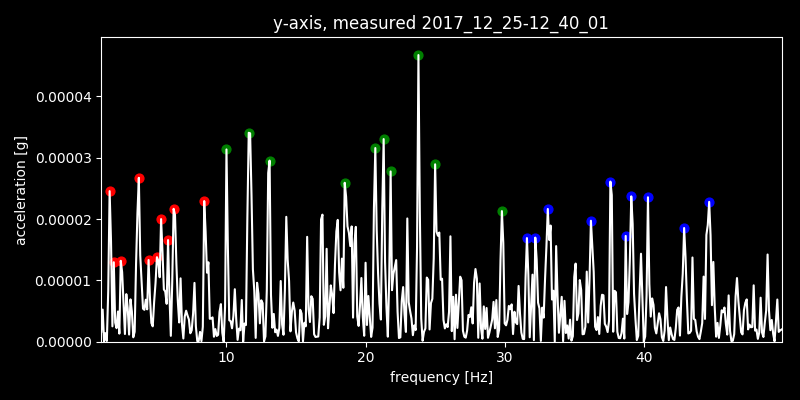 y-axis, measured 2017_12_25-12_40_01
0.00004
0.00003
0.00002
0.00001
0.00000
acceleration [g]
10 20 30 40
frequency [Hz]